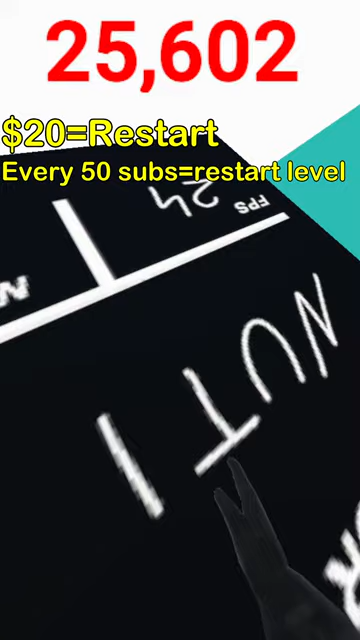 25,602
$20=Restart
Every 50 subs=restart level
FPS
24
NUTI